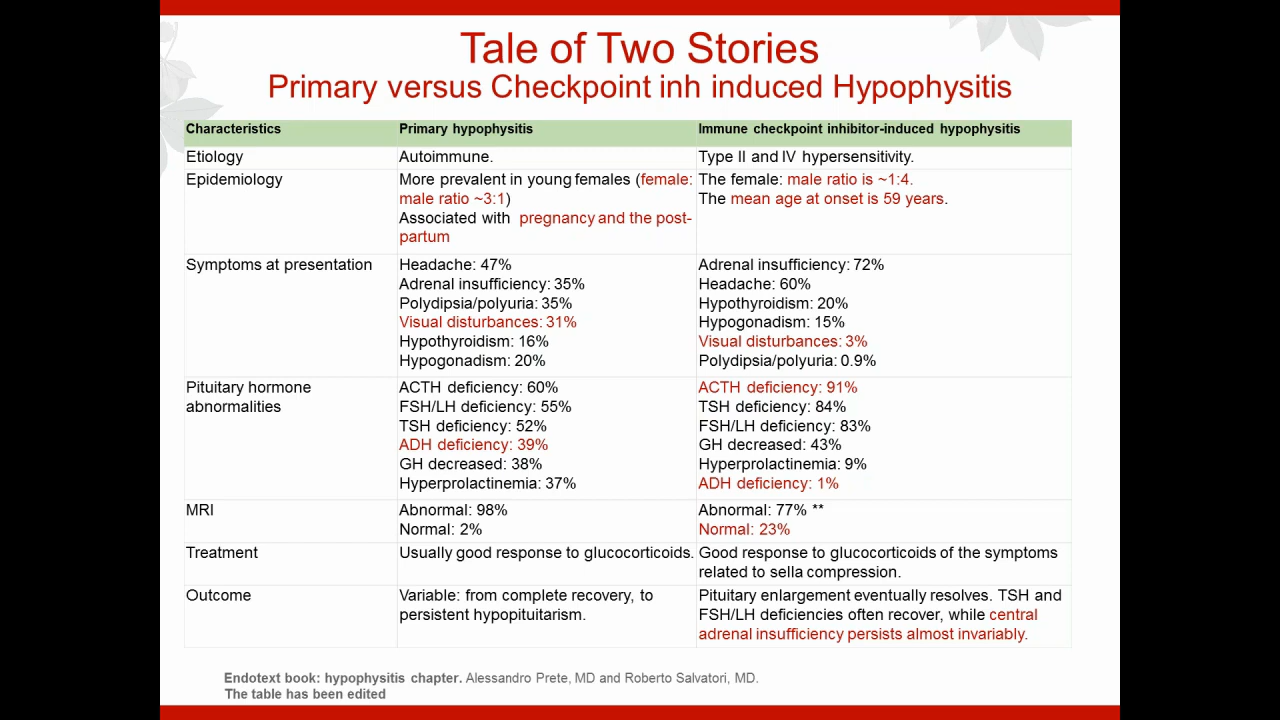 Tale of Two Stories
Primary versus Checkpoint inh induced Hypophysitis
Characteristics
Primary hypophysitis
Immune checkpoint inhibitor-induced hypophysitis
Etiology
Autoimmune.
Type II and IV hypersensitivity.
Epidemiology
More prevalent in young females (female:
male ratio ~3:1)
Associated with pregnancy and the post-
partum
The female: male ratio is ~1:4.
The mean age at onset is 59 years.
Symptoms at presentation
Headache: 47%
Adrenal insufficiency: 35%
Polydipsia/polyuria: 35%
Visual disturbances: 31%
Hypothyroidism: 16%
Hypogonadism: 20%
Adrenal insufficiency: 72%
Headache: 60%
Hypothyroidism: 20%
Hypogonadism: 15%
Visual disturbances: 3%
Polydipsia/polyuria: 0.9%
Pituitary hormone
abnormalities
ACTH deficiency: 60%
FSH/LH deficiency: 55%
TSH deficiency: 52%
ADH deficiency: 39%
GH decreased: 38%
Hyperprolactinemia: 37%
ACTH deficiency: 91%
TSH deficiency: 84%
FSH/LH deficiency: 83%
GH decreased: 43%
Hyperprolactinemia: 9%
ADH deficiency: 1%
MRI
Abnormal: 98%
Normal: 2%
Abnormal: 77% **
Normal: 23%
Treatment
Usually good response to glucocorticoids.
Good response to glucocorticoids of the symptoms
related to sella compression.
Outcome
Variable: from complete recovery, to
persistent hypopituitarism.
Pituitary enlargement eventually resolves. TSH and
FSH/LH deficiencies often recover, while central
adrenal insufficiency persists almost invariably.
Endotext book: hypophysitis chapter. Alessandro Prete, MD and Roberto Salvatori, MD.
The table has been edited